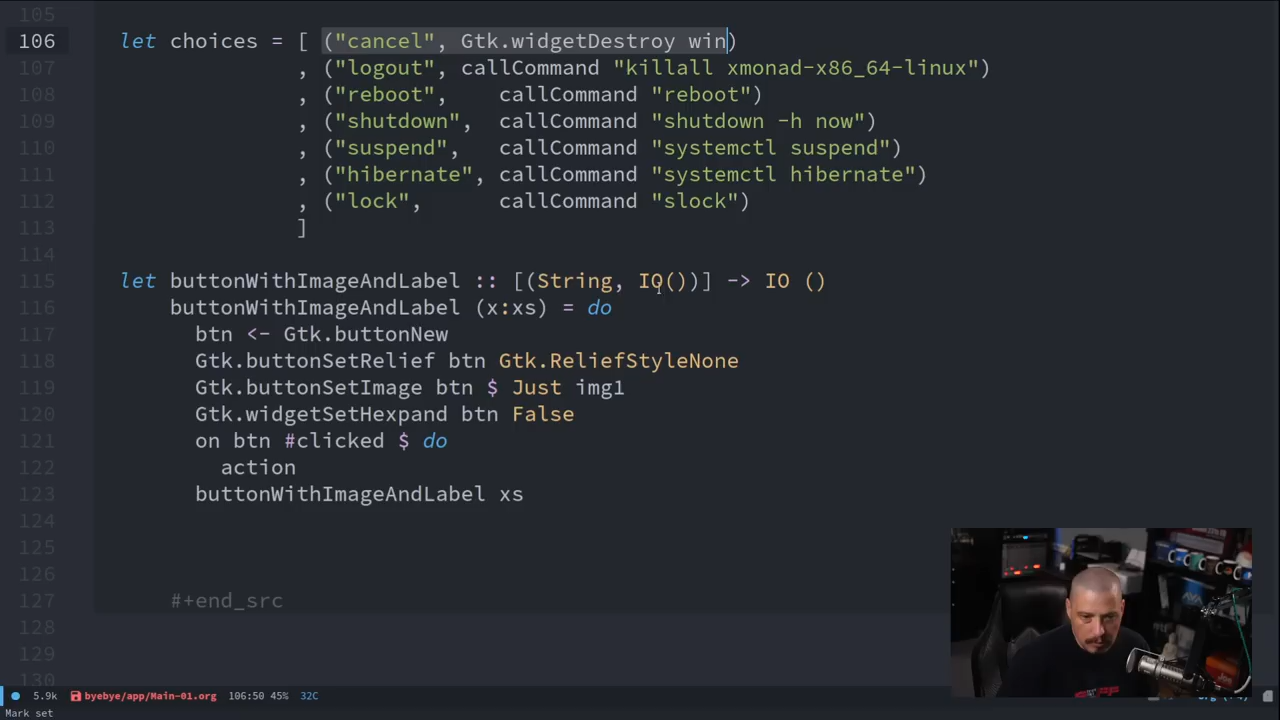 105
106 let choices = [ ("cancel", Gtk.widgetDestroy win)
107 , ("logout", callCommand "killall xmonad-x86_64-linux")
108 , ("reboot", callCommand "reboot")
109 , ("shutdown", callCommand "shutdown -h now")
110 , ("suspend", callCommand "systemctl suspend")
111 , ("hibernate", callCommand "systemctl hibernate")
112 , ("lock", callCommand "slock")
113 ]
114
115 let buttonWithImageAndLabel :: [(String, IO())] -> IO ()
116 buttonWithImageAndLabel (x:xs) = do
117 btn <- Gtk.buttonNew
118 Gtk.buttonSetRelief btn Gtk.ReliefStyleNone
119 Gtk.buttonSetImage btn $ Just img1
120 Gtk.widgetSetHexpand btn False
121 on btn #clicked $ do
122 action
123 buttonWithImageAndLabel xs
124
125
126
127 #+end_src
128
129
130
5.9k byebye/app/Main-01.org 106:50 45% 32C
Mark set